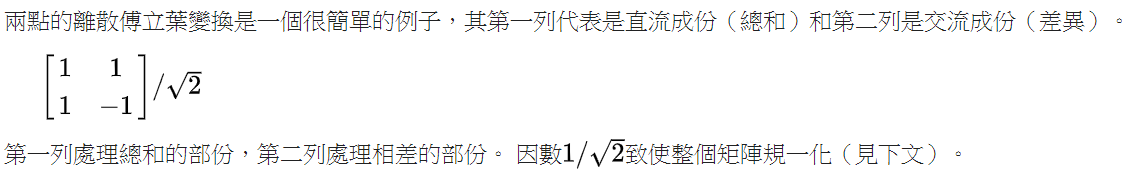 兩點的離散傅立葉變換是一個很簡單的例子，其第一列代表是直流成份（總和）和第二列是交流成份（差異）。
[1 1
1 −1] /√2
第一列處理總和的部份，第二列處理相差的部份。 因數1/√2致使整個矩陣規一化（見下文）。